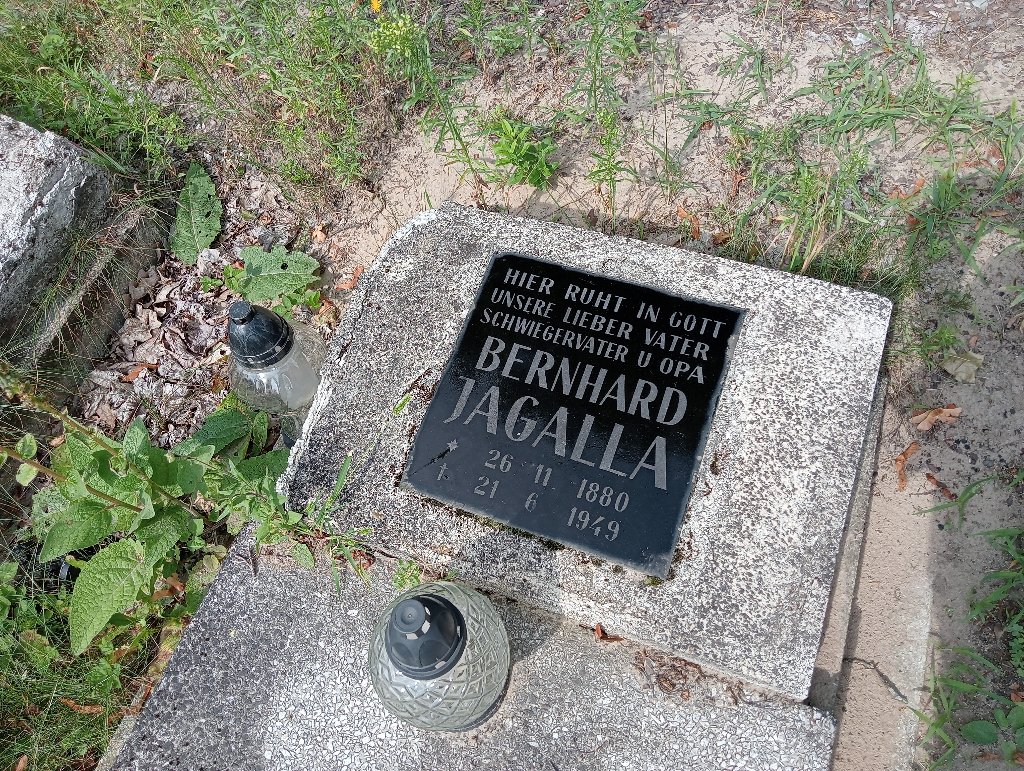 HIER RUHT IN GOTT
UNSERE LIEBER VATER
SCHWIEGERVATER U OPA
BERNHARD
JAGALLA
* 26 11 1880
† 21 6 1949